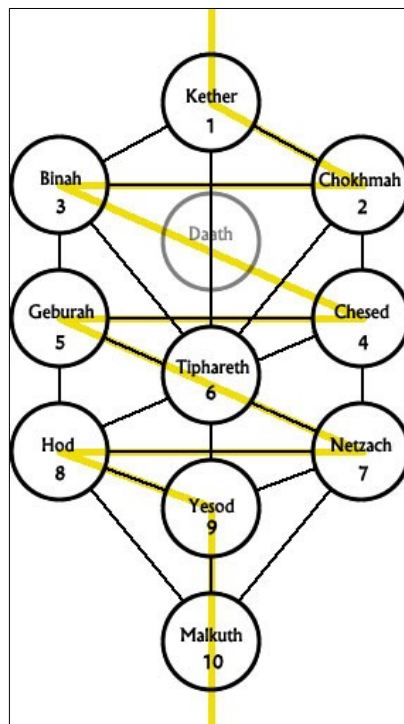 Kether
1
Binah
3
Chokhmah
2
Daath
Geburah
5
Chesed
4
Tiphareth
6
Hod
8
Netzach
7
Yesod
9
Malkuth
10